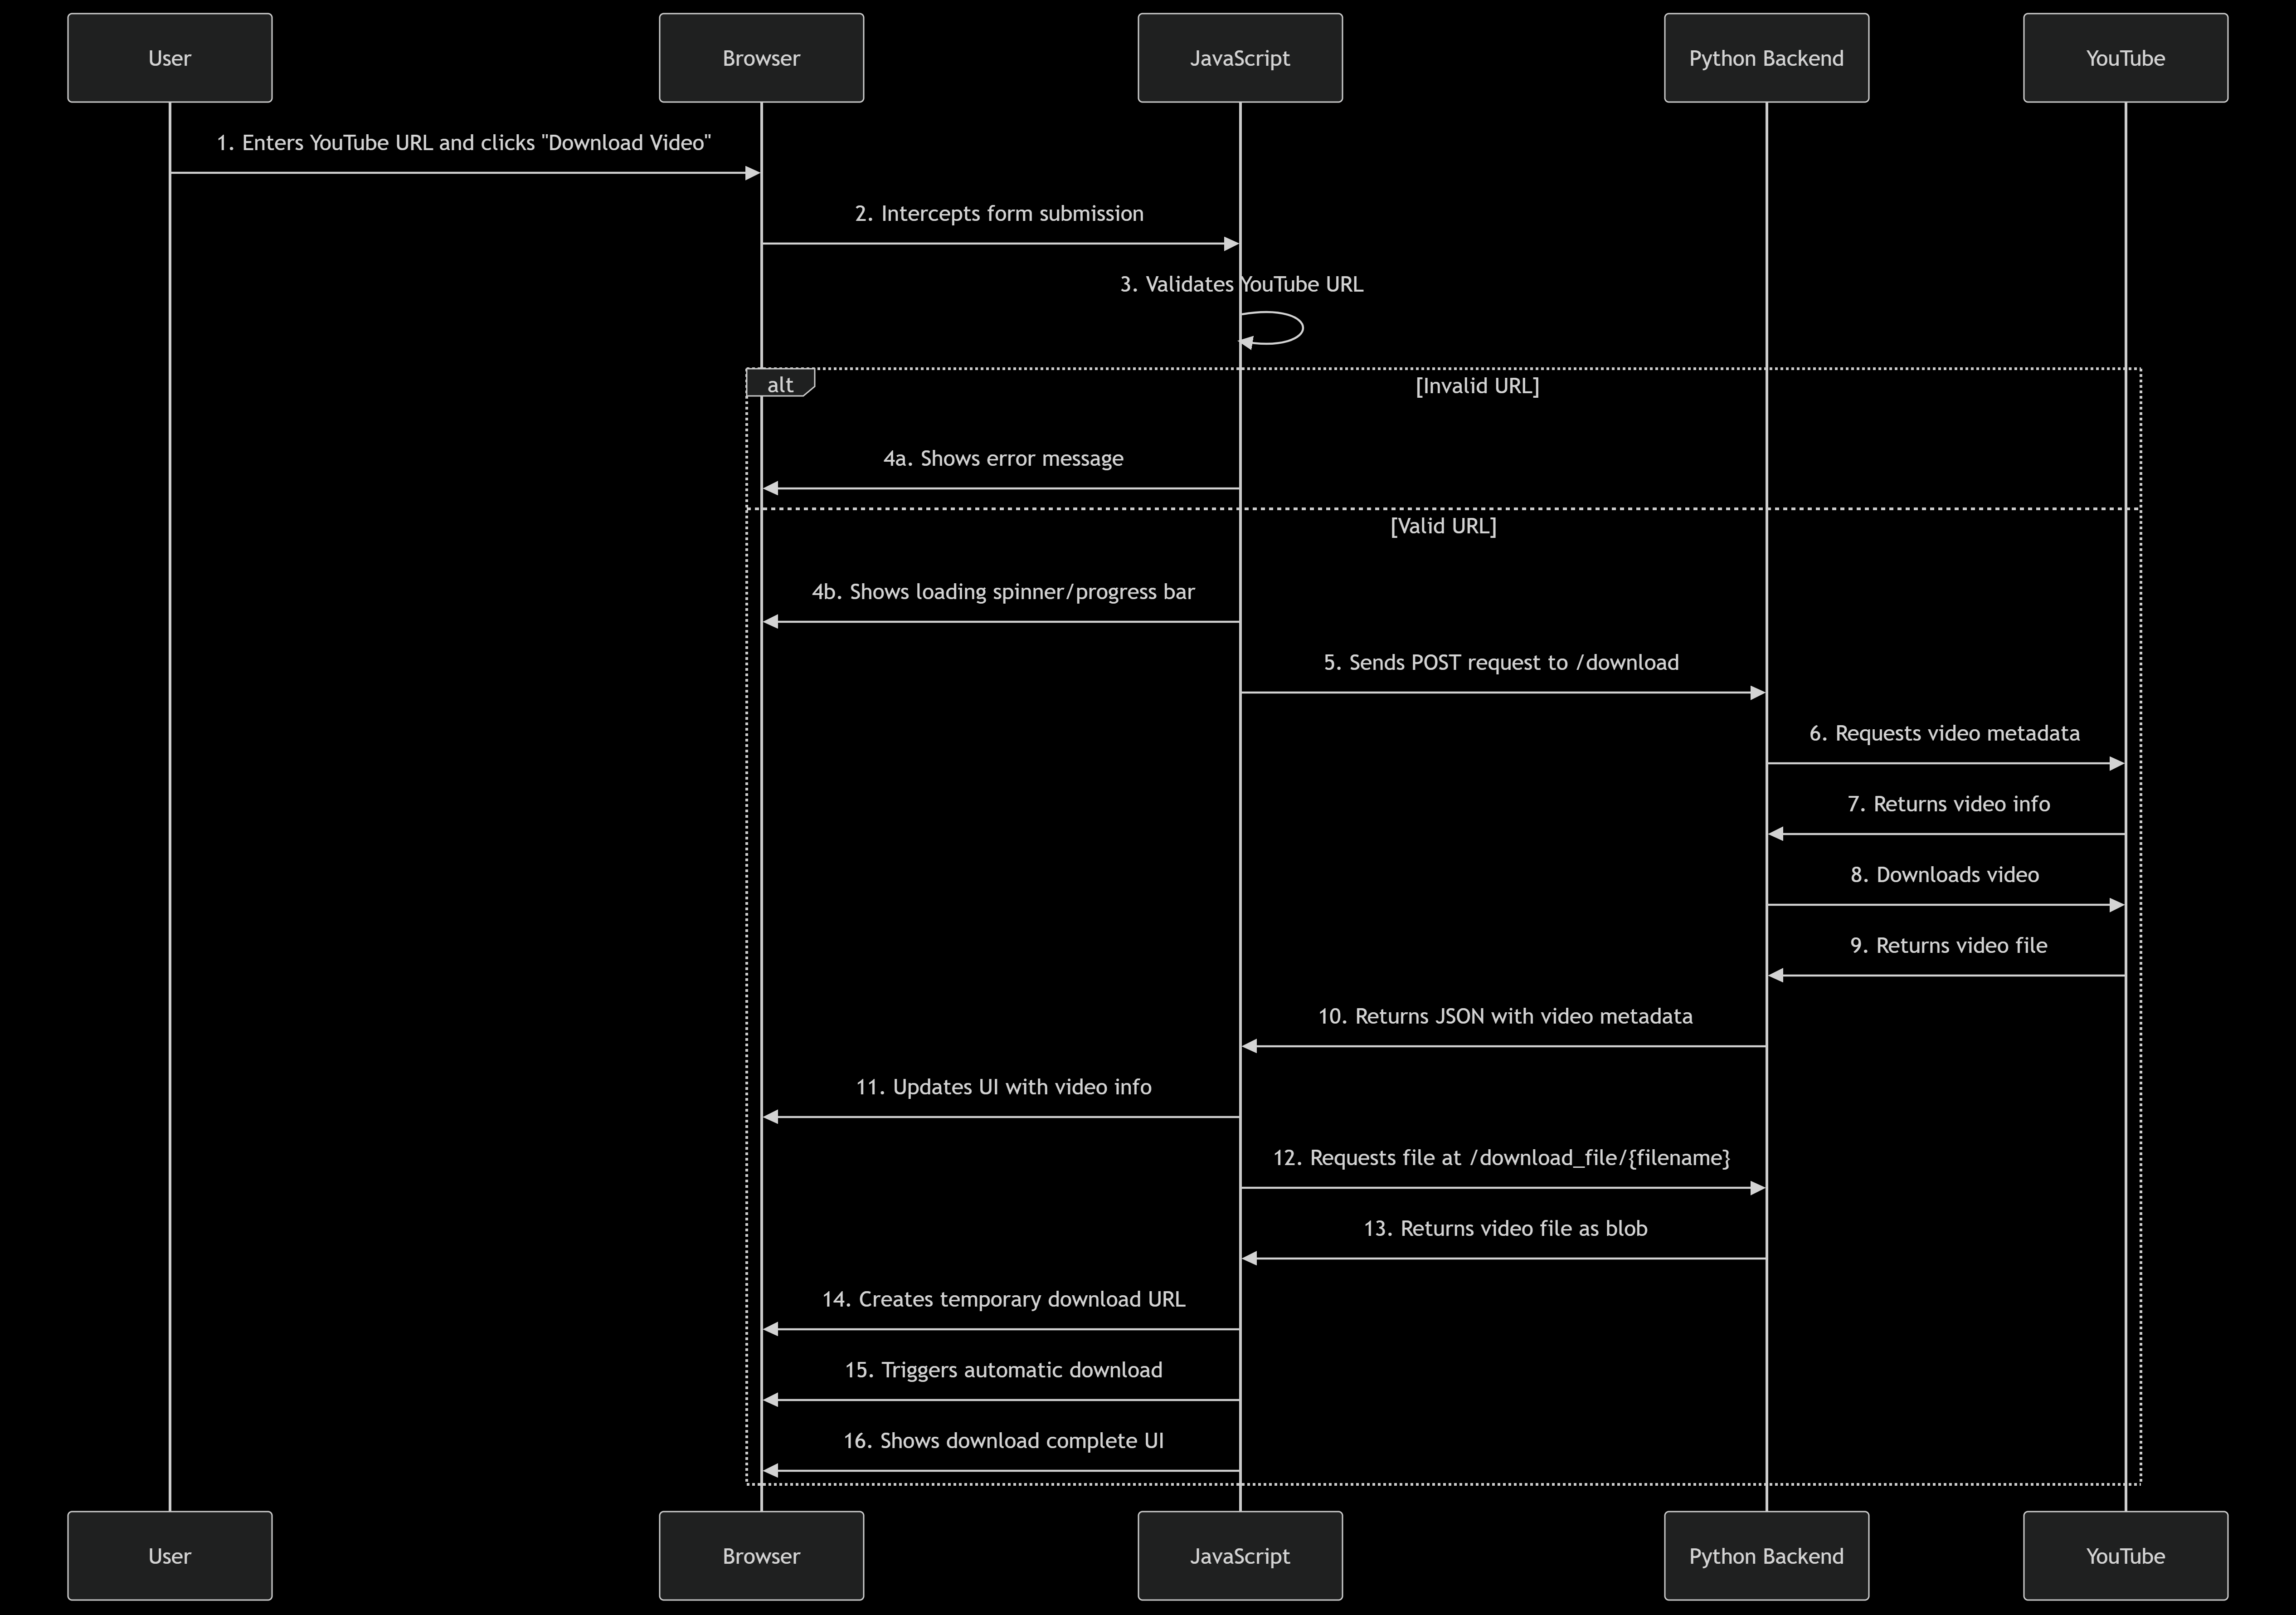 User
Browser
JavaScript
Python Backend
YouTube
1. Enters YouTube URL and clicks "Download Video"
2. Intercepts form submission
3. Validates YouTube URL
alt
[Invalid URL]
4a. Shows error message
[Valid URL]
4b. Shows loading spinner/progress bar
5. Sends POST request to /download
6. Requests video metadata
7. Returns video info
8. Downloads video
9. Returns video file
10. Returns JSON with video metadata
11. Updates UI with video info
12. Requests file at /download_file/{filename}
13. Returns video file as blob
14. Creates temporary download URL
15. Triggers automatic download
16. Shows download complete UI
User
Browser
JavaScript
Python Backend
YouTube